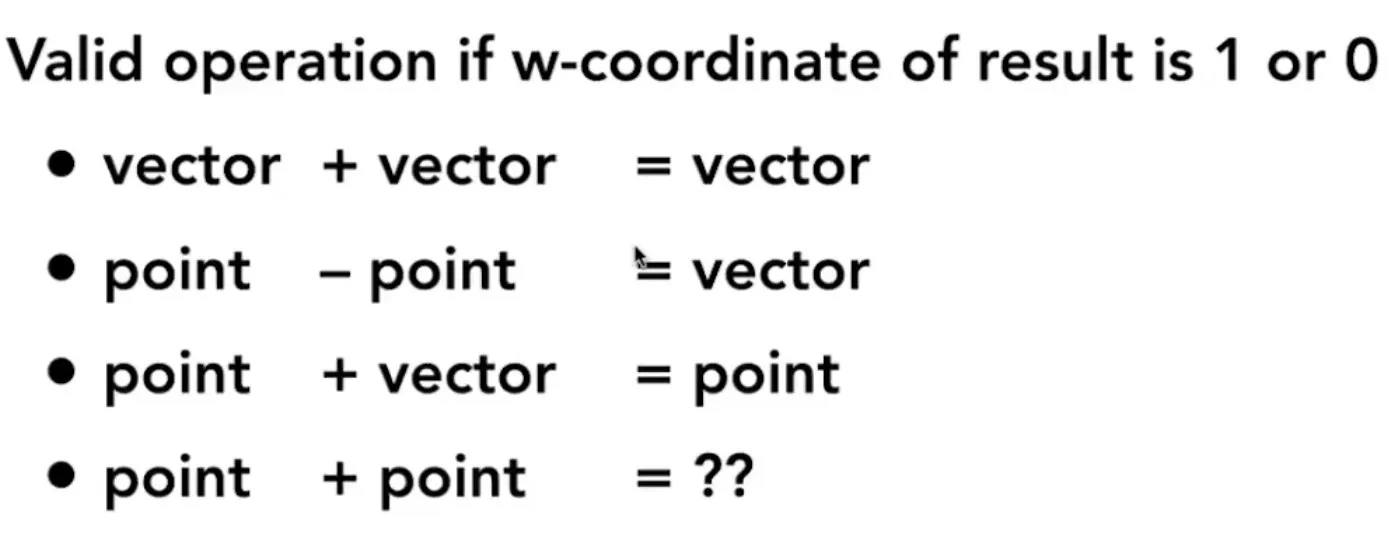 Valid operation if w-coordinate of result is 1 or 0
• vector + vector = vector
• point – point = vector
• point + vector = point
• point + point = ??